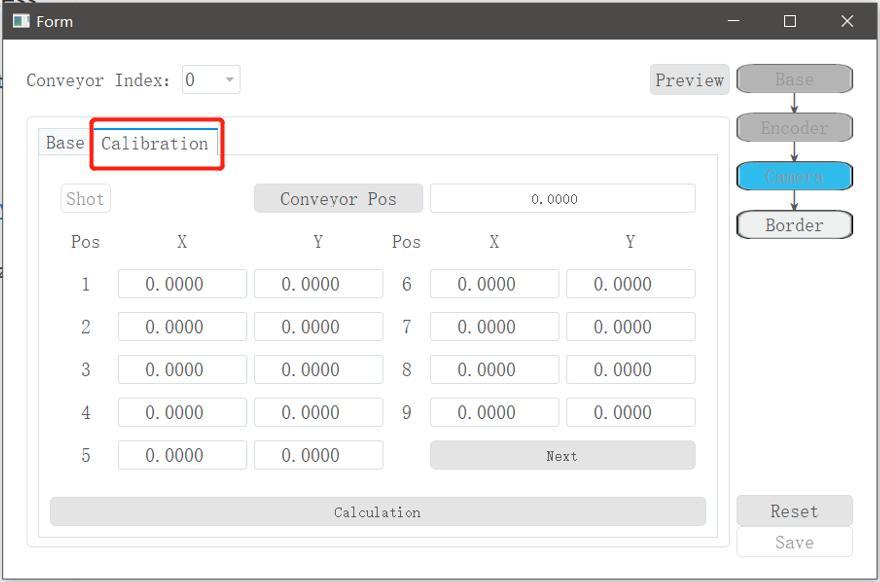 Form
Conveyor Index: 0
Preview
Base
Encoder
Camera
Border
Base
Calibration
Shot
Conveyor Pos
0.0000
Pos X Y Pos X Y
1 0.0000 0.0000 6 0.0000 0.0000
2 0.0000 0.0000 7 0.0000 0.0000
3 0.0000 0.0000 8 0.0000 0.0000
4 0.0000 0.0000 9 0.0000 0.0000
5 0.0000 0.0000 Next
Calculation
Reset
Save